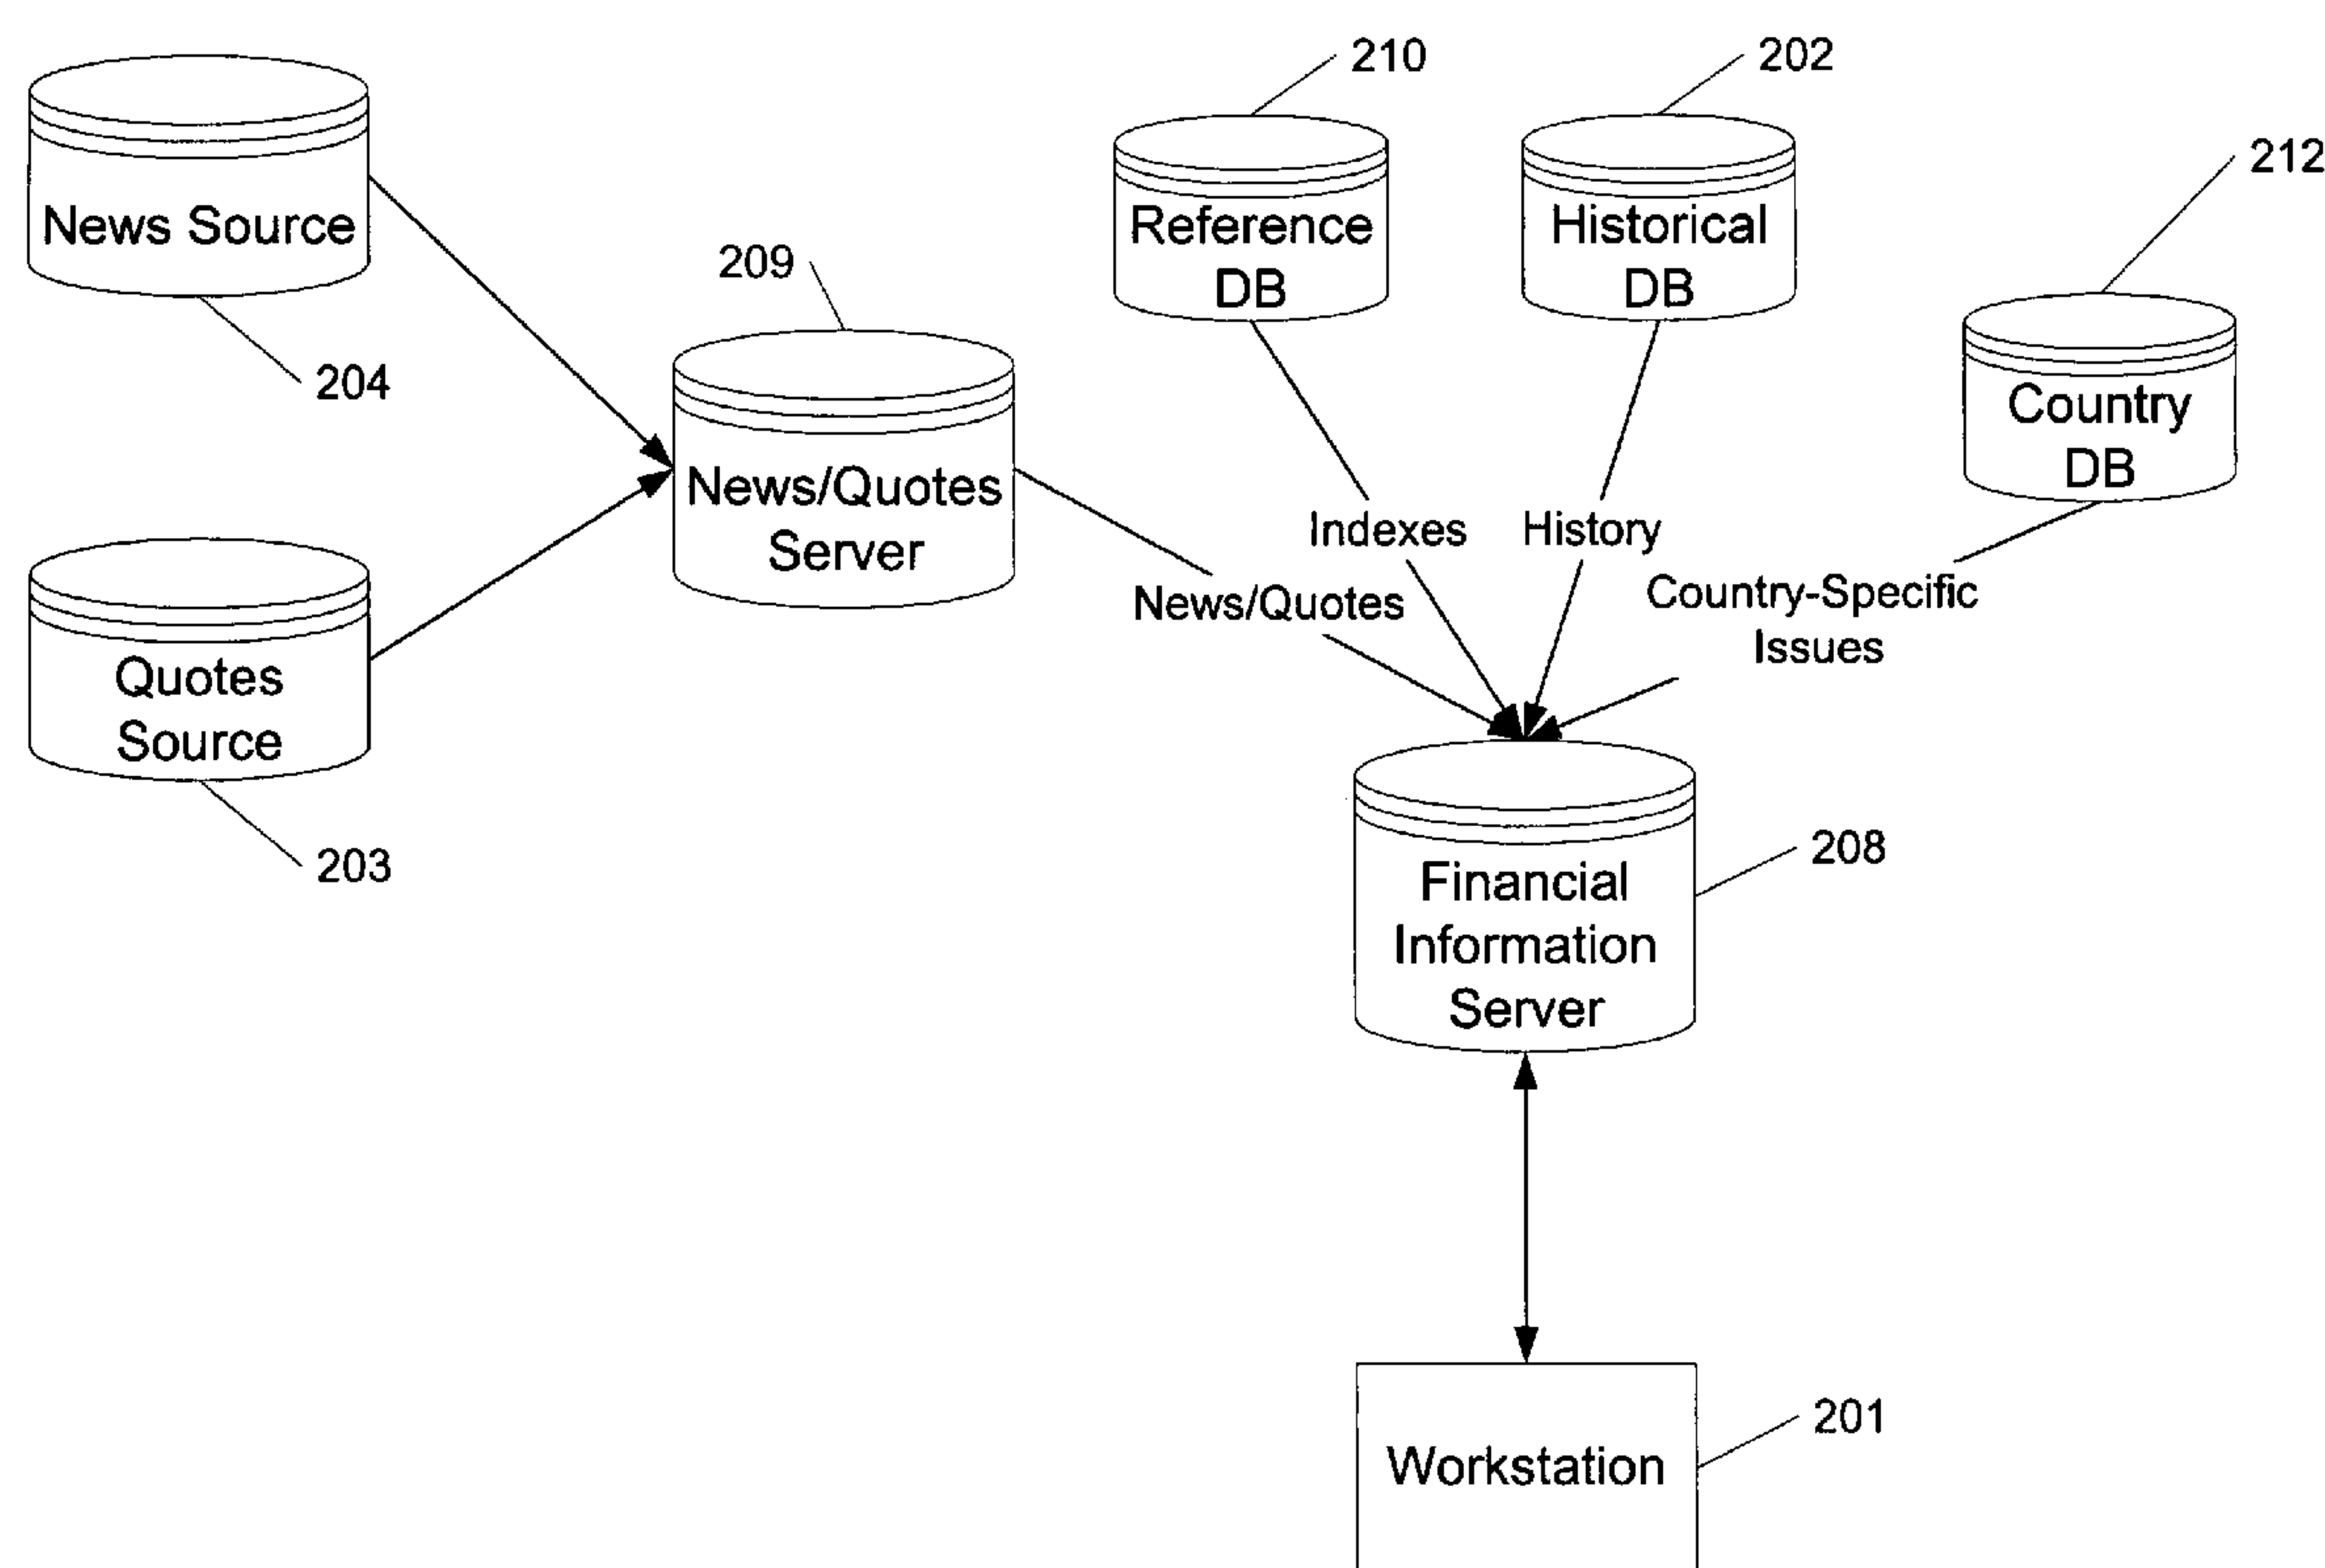 210
202
212
News Source
Reference
DB
Historical
DB
209
204
Country
DB
News/Quotes
Server
Indexes
History
News/Quotes
Country-Specific
Issues
Quotes
Source
203
208
Financial
Information
Server
201
Workstation